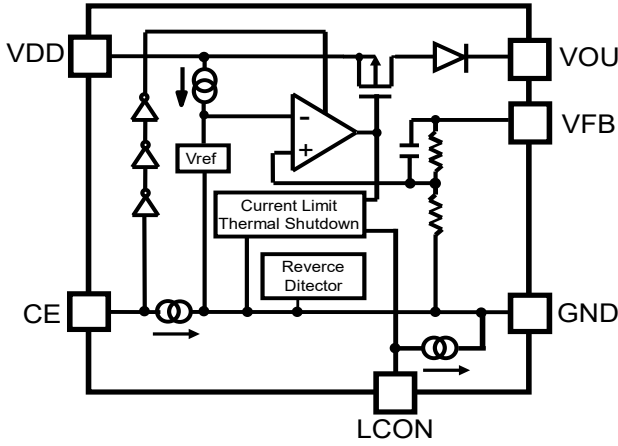 VDD
VOU
VFB
-
+
Vref
Current Limit
Thermal Shutdown
Reverce
Ditector
CE
GND
LCON